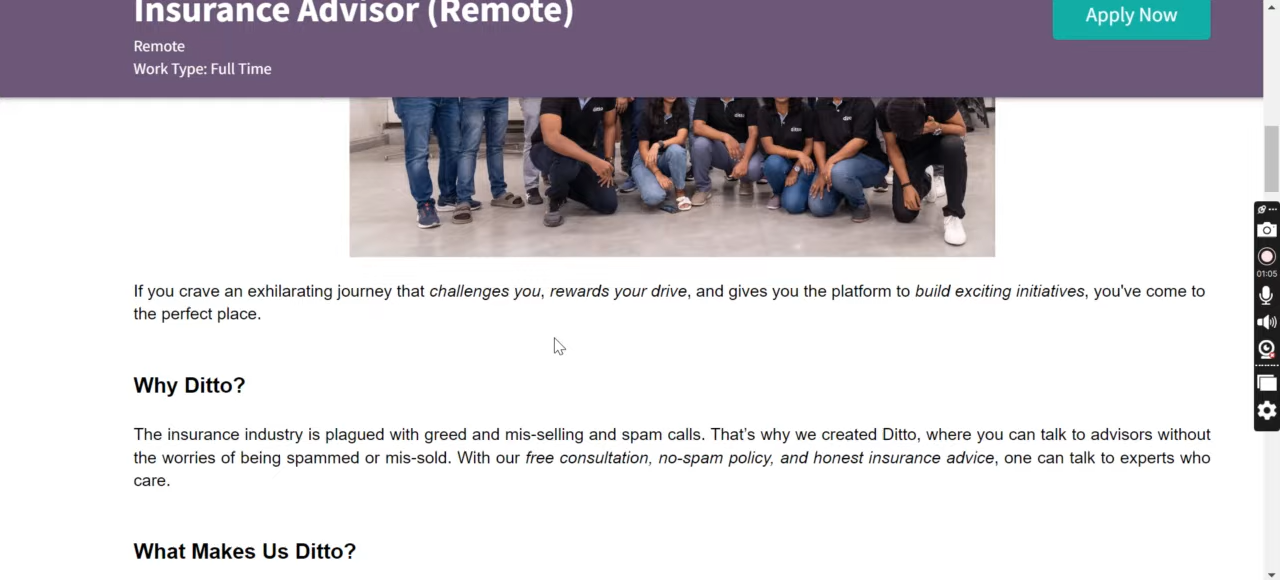 Insurance Advisor (Remote)
Apply Now
Remote
Work Type: Full Time
ditto
ditto
ditto
If you crave an exhilarating journey that challenges you, rewards your drive, and gives you the platform to build exciting initiatives, you've come to
the perfect place.
01:05
Why Ditto?
The insurance industry is plagued with greed and mis-selling and spam calls. That’s why we created Ditto, where you can talk to advisors without
the worries of being spammed or mis-sold. With our free consultation, no-spam policy, and honest insurance advice, one can talk to experts who
care.
What Makes Us Ditto?